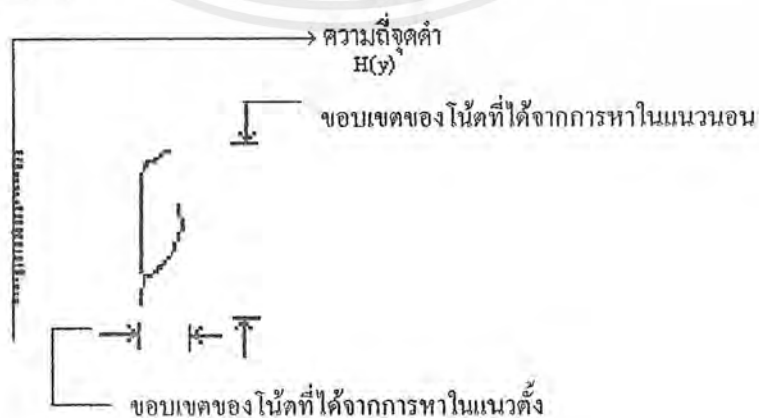 ความถี่จุดดำ
H(y)
ขอบเขตของโน้ตที่ได้จากการหาในแนวนอน
ขอบเขตของโน้ตที่ได้จากการหาในแนวตั้ง